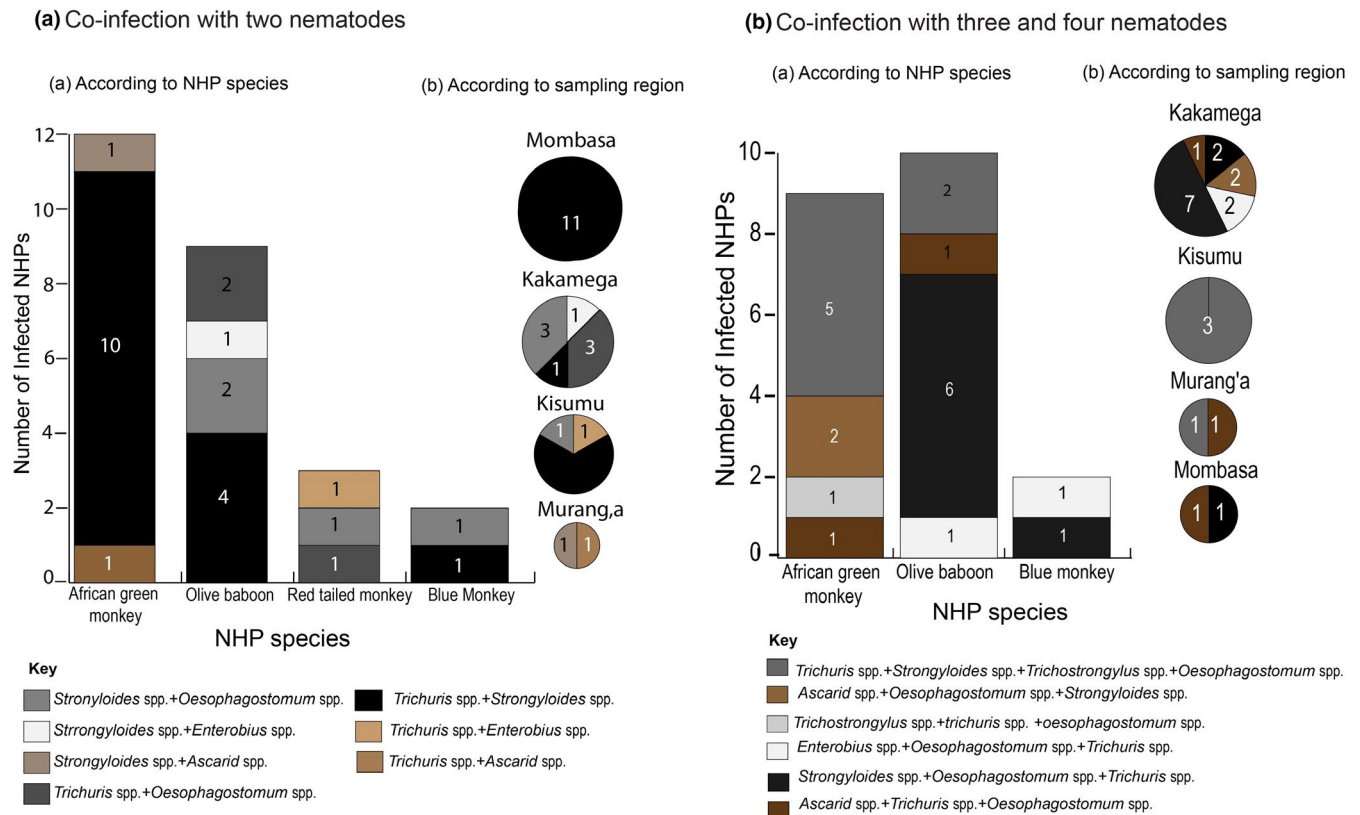 (a) Co-infection with two nematodes
(a) According to NHP species
(b) According to sampling region
12
10
8
6
4
2
0
Number of Infected NHPs
1
10
1
2
1
2
4
1
1
1
1
1
African green
monkey
Olive baboon
Red tailed monkey
Blue Monkey
NHP species
Mombasa
11
Kakamega
3
1
3
1
Kisumu
1
1
Murang,a
1
1
Key
Stronyloides spp.+Oesophagostomum spp.
Strrongyloides spp.+Enterobius spp.
Strongyloides spp.+Ascarid spp.
Trichuris spp.+Oesophagostomum spp.
Trichuris spp.+Strongyloides spp.
Trichuris spp.+Enterobius spp.
Trichuris spp.+Ascarid spp.
(b) Co-infection with three and four nematodes
(a) According to NHP species
(b) According to sampling region
10
8
6
4
2
0
Number of Infected NHPs
5
2
1
1
2
1
6
1
1
1
African green
monkey
Olive baboon
Blue monkey
NHP species
Kakamega
1
2
2
2
7
Kisumu
3
Murang'a
1
1
Mombasa
1
1
Key
Trichuris spp.+Strongyloides spp.+Trichostrongylus spp.+Oesophagostomum spp.
Ascarid spp.+Oesophagostomum spp.+Strongyloides spp.
Trichostrongylus spp.+trichuris spp. +oesophagostomum spp.
Enterobius spp.+Oesophagostomum spp.+Trichuris spp.
Strongyloides spp.+Oesophagostomum spp.+Trichuris spp.
Ascarid spp.+Trichuris spp.+Oesophagostomum spp.